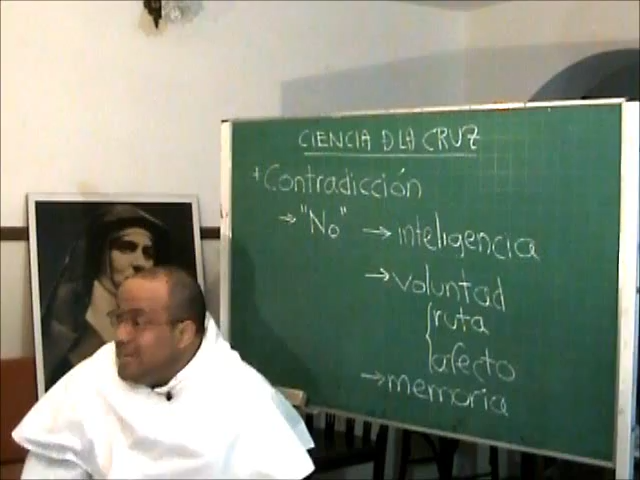 CIENCIA D LA CRUZ
+ Contradicción
→ "No" → inteligencia
→ voluntad
{ ruta
afecto
→ memoria